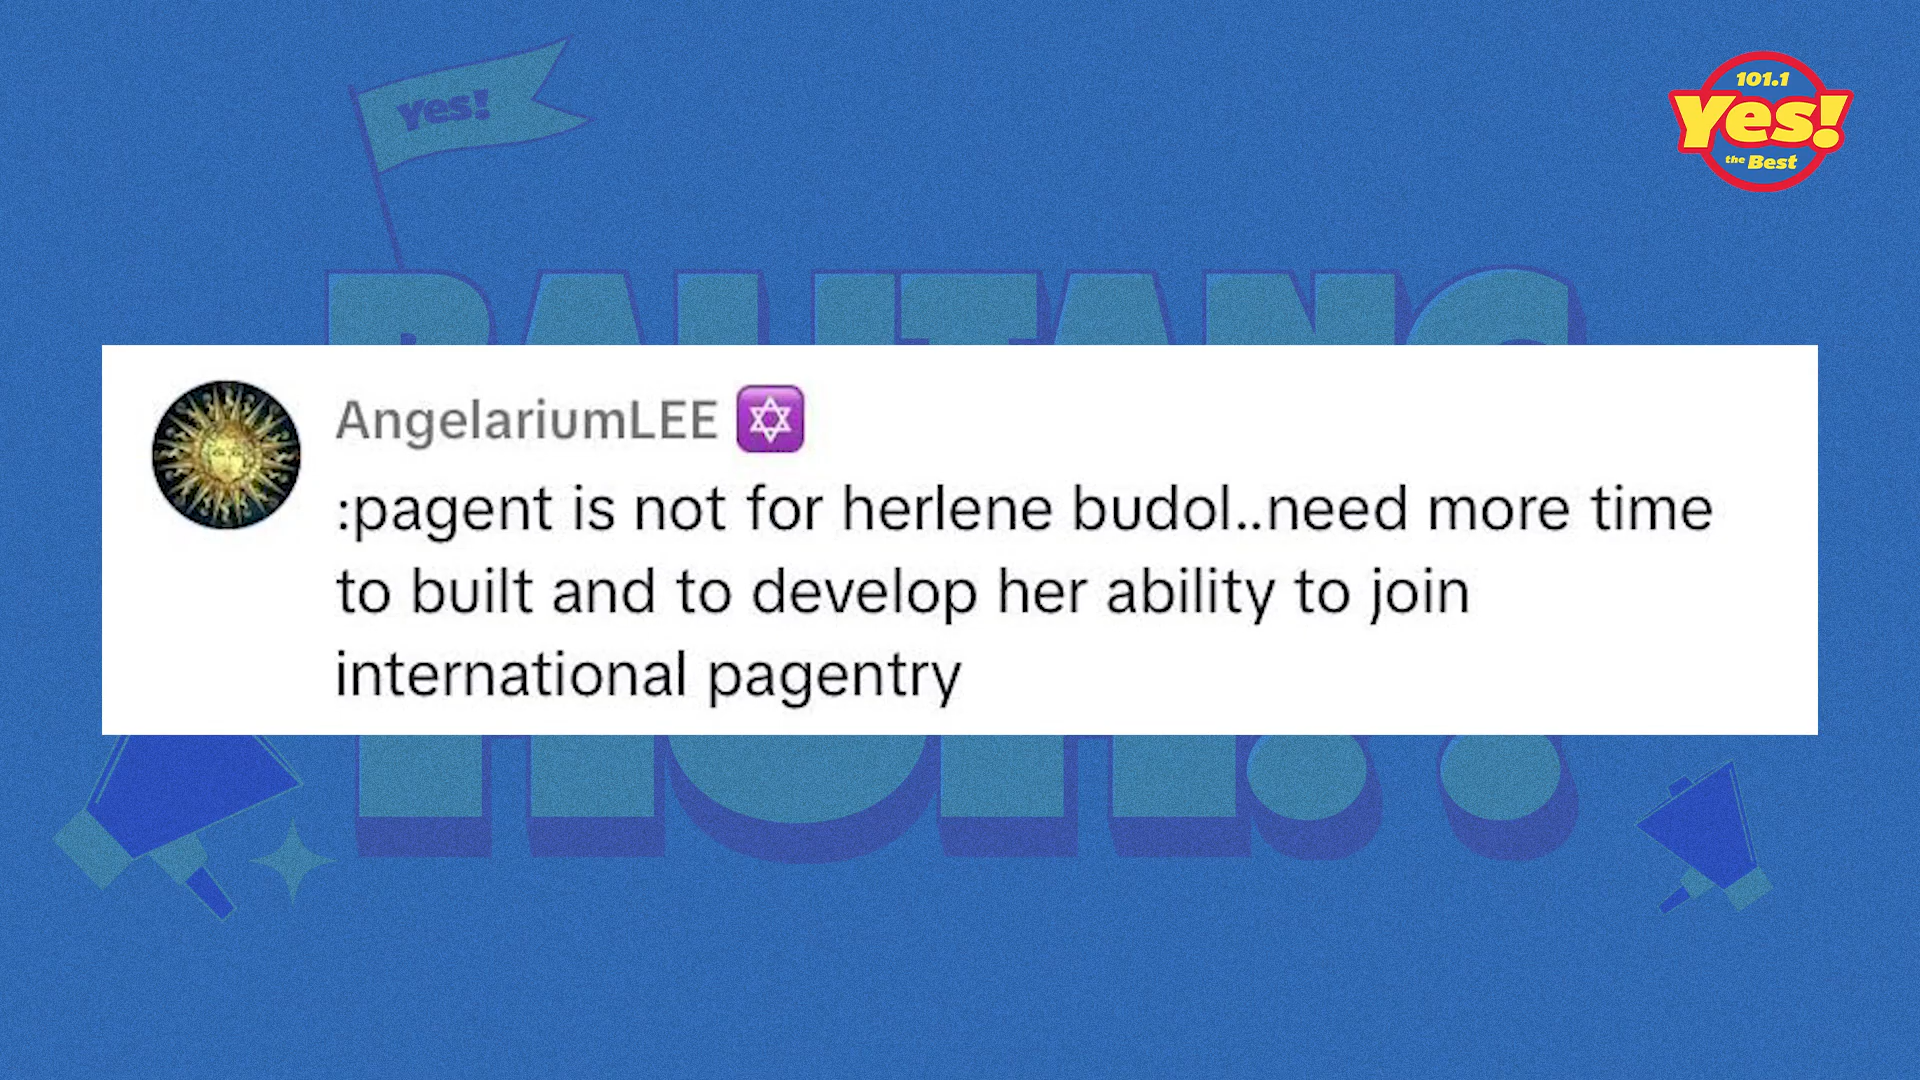 Yes!
101.1
Yes!
the Best
BALITANG
AngelariumLEE 🔯
:pagent is not for herlene budol..need more time
to built and to develop her ability to join
international pagentry